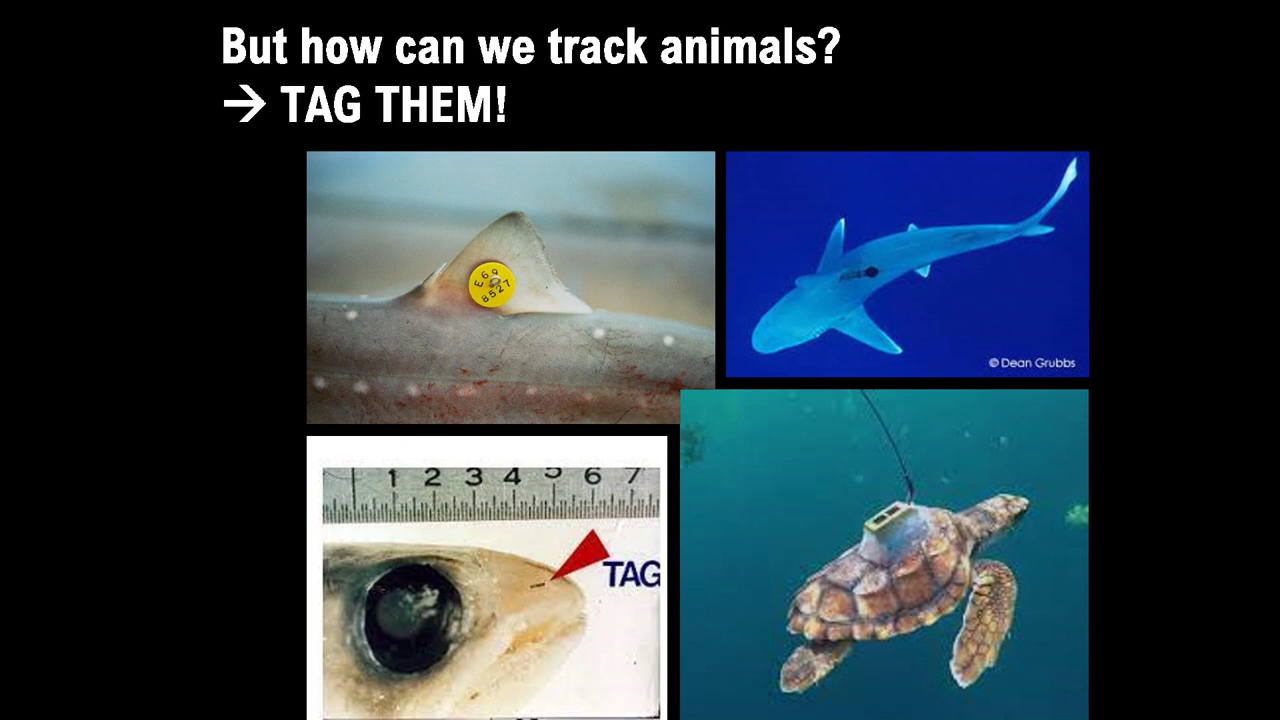 But how can we track animals?
→ TAG THEM!
E69
8527
© Dean Grubbs
1 2 3 4 5 6 7
TAG